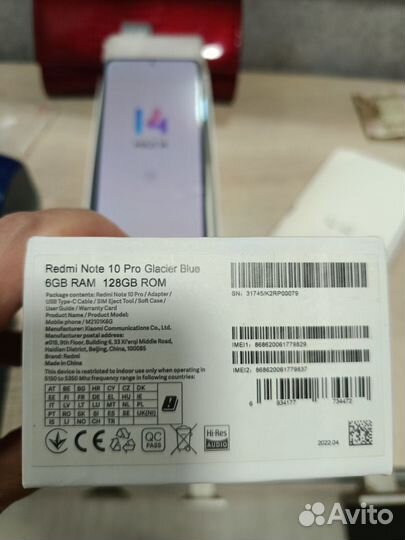 14
Redmi Note 10 Pro Glacier Blue
6GB RAM 128GB ROM
Package contents: Redmi Note 10 Pro / Adapter /
USB Type-C Cable / SIM Eject Tool / Soft Case /
User Guide / Warranty Card
Product Name / Product Model:
Mobile phone / M2101K6G
Manufacturer: Xiaomi Communications Co., Ltd.
Manufacturer postal address:
#019, 9th Floor, Building 6, 33 Xi'erqi Middle Road,
Haidian District, Beijing, China, 100085
Brand: Redmi
Made in China
This device is restricted to indoor use only when operating in
5150 to 5350 Mhz frequency range in following countries:
AT BE BG HR CY CZ DK
EE FI FR DE EL HU IE
IT LV LT LU MT NL PL
PT RO SK SI ES SE UK(NI)
IS LI NO CH TR
QC
PASS
Hi-Res
AUDIO
SN: 31745/K2RP00079
IMEI1: 868620061779829
IMEI2: 868620061779837
6 934177 734472
2022.04
Avito